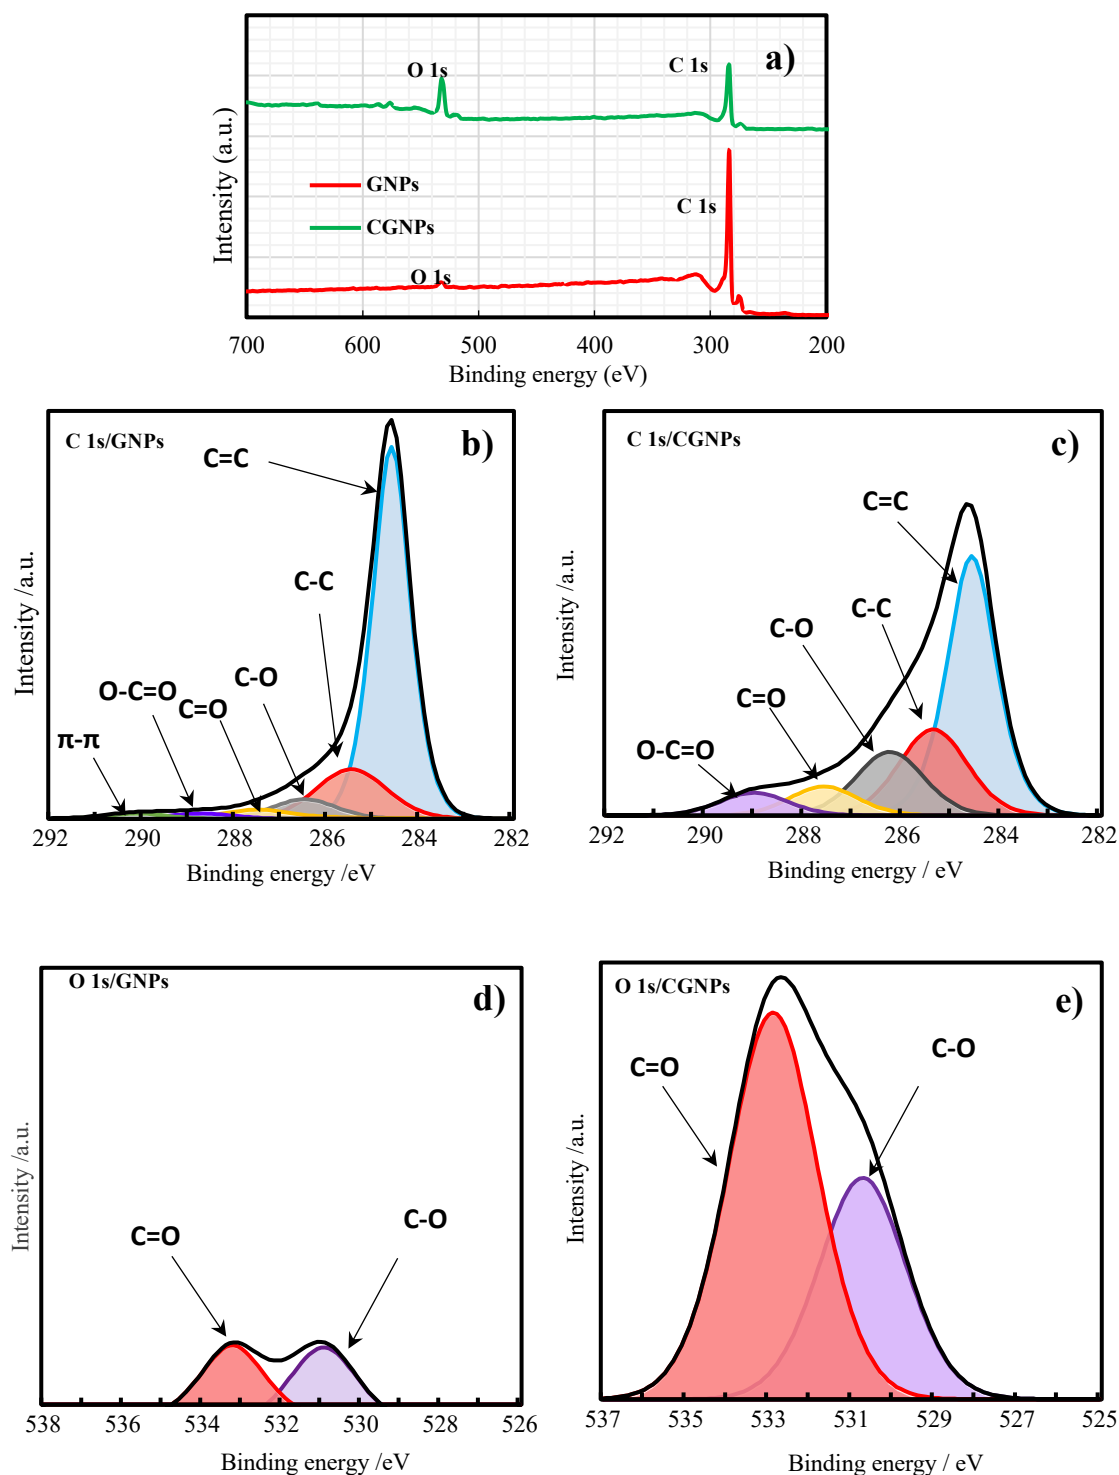 a)
O 1s
C 1s
GNPs
CGNPs
C 1s
O 1s
Intensity (a.u.)
700 600 500 400 300 200
Binding energy (eV)
C 1s/GNPs
b)
C=C
C-C
C-O
O-C=O
C=O
π-π
Intensity /a.u.
292 290 288 286 284 282
Binding energy /eV
C 1s/CGNPs
c)
C=C
C-C
C-O
C=O
O-C=O
Intensity /a.u.
292 290 288 286 284 282
Binding energy / eV
O 1s/GNPs
d)
C=O
C-O
Intensity /a.u.
538 536 534 532 530 528 526
Binding energy /eV
O 1s/CGNPs
e)
C=O
C-O
Intensity /a.u.
537 535 533 531 529 527 525
Binding energy / eV